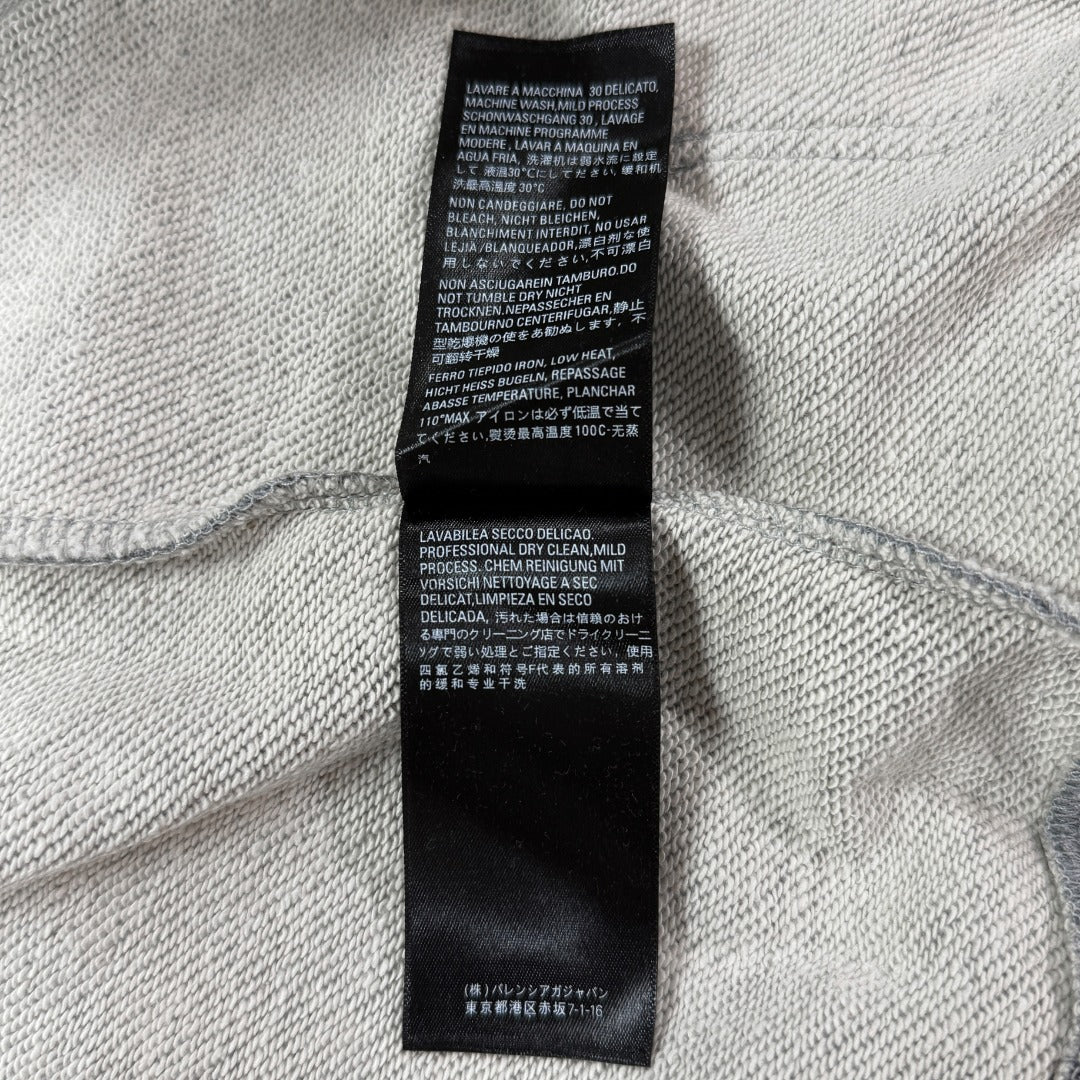 LAVARE A MACCHINA 30 DELICATO,
MACHINE WASH,MILD PROCESS
SCHONWASCHGANG 30 , LAVAGE
EN MACHINE PROGRAMME
MODERE, LAVAR A MAQUINA EN
AGUA FRIA, 洗濯机は弱水流に設定
して 液温30℃にしてださい, 缓和机
洗最高温度 30°C
NON CANDEGGIARE, DO NOT
BLEACH, NICHT BLEICHEN,
BLANCHIMENT INTERDIT, NO USAR
LEJIA/BLANQUEADOR,漂白剤な使
用しないでください,不可漂白
NON ASCIUGAREIN TAMBURO.DO
NOT TUMBLE DRY NICHT
TROCKNEN.NEPASSECHER EN
TAMBOURNO CENTERIFUGAR,静止
型乾燥機の使をあ勧ぬします，不
可翻转干燥
FERRO TIEPIDO IRON, LOW HEAT,
HICHT HEISS BUGELN, REPASSAGE
ABASSE TEMPERATURE, PLANCHAR
110°MAX アイロンは必ず低温で当て
てください,熨烫最高温度100C-无蒸
汽
LAVABILEA SECCO DELICAO.
PROFESSIONAL DRY CLEAN,MILD
PROCESS. CHEM REINIGUNG MIT
VORSICHI NETTOYAGE A SEC
DELICAT,LIMPIEZA EN SECO
DELICADA, 汚れた場合は信頼のおけ
る専門のクリーニング店でドライクリーニ
ソグで弱い処理とご指定ください，使用
四氯乙烯和符号F代表的所有溶剂
的缓和专业干洗
(株)バレンシアガジャパン
東京都港区赤坂7-1-16